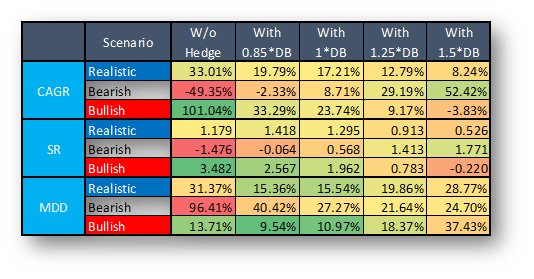 Scenario W/o Hedge With 0.85*DB With 1*DB With 1.25*DB With 1.5*DB
CAGR Realistic 33.01% 19.79% 17.21% 12.79% 8.24%
Bearish -49.35% -2.33% 8.71% 29.19% 52.42%
Bullish 101.04% 33.29% 23.74% 9.17% -3.83%
SR Realistic 1.179 1.418 1.295 0.913 0.526
Bearish -1.476 -0.064 0.568 1.413 1.771
Bullish 3.482 2.567 1.962 0.783 -0.220
MDD Realistic 31.37% 15.36% 15.54% 19.86% 28.77%
Bearish 96.41% 40.42% 27.27% 21.64% 24.70%
Bullish 13.71% 9.54% 10.97% 18.37% 37.43%